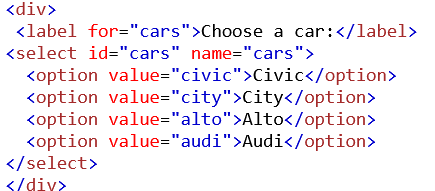 <div>
<label for="cars">Choose a car:</label>
<select id="cars" name="cars">
<option value="civic">Civic</option>
<option value="city">City</option>
<option value="alto">Alto</option>
<option value="audi">Audi</option>
</select>
</div>